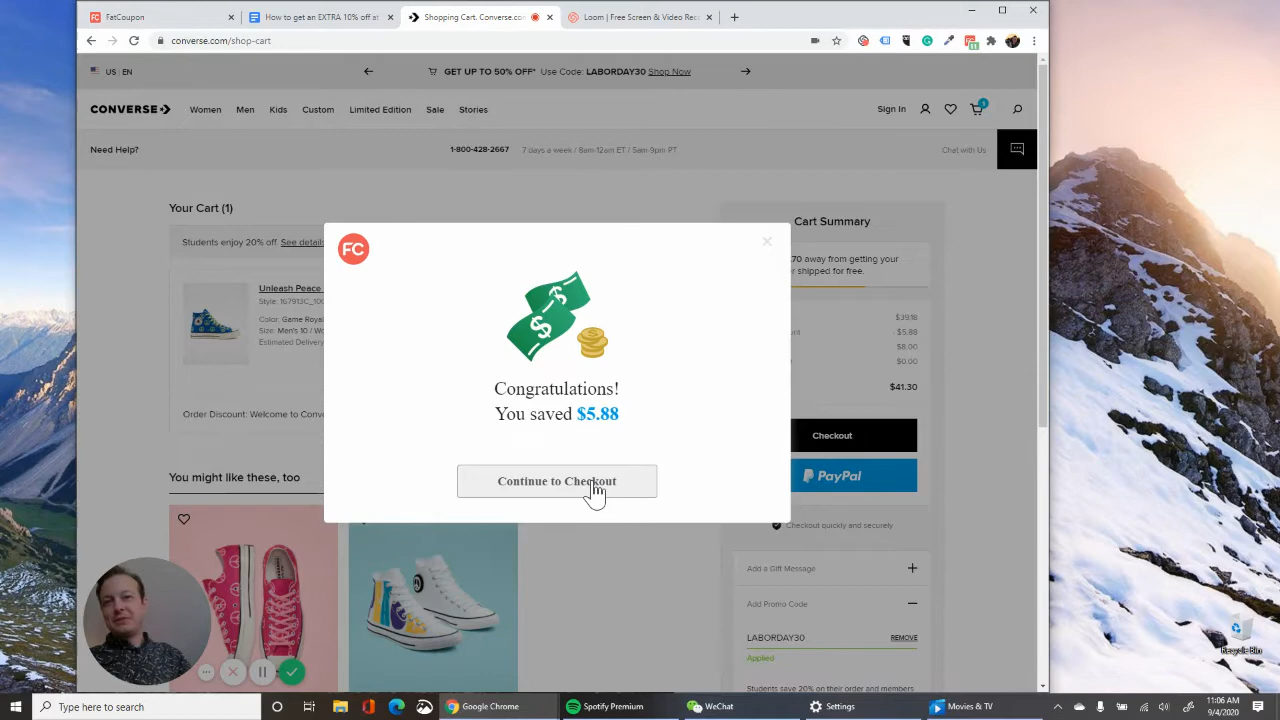 FatCoupon
How to get an EXTRA 10% off at
Shopping Cart. Converse.co
Loom | Free Screen & Video Rec
converse.com/shop-cart
11
US | EN
GET UP TO 50% OFF* Use Code: LABORDAY30 Shop Now
CONVERSE
Women Men Kids Custom Limited Edition Sale Stories
Sign In
1
Need Help?
1-800-428-2667 7 days a week / 8am-12am ET / 5am-9pm PT
Chat with Us
Your Cart (1)
Students enjoy 20% off. See detail
Unleash Peace
Style: 167913C_100
Color: Game Royal
Size: Men's 10 / Wo
Estimated Delivery
Order Discount: Welcome to Conv
You might like these, too
FC
Congratulations!
You saved $5.88
Continue to Checkout
Cart Summary
.70 away from getting your
r shipped for free.
$39.18
-$5.88
$8.00
$0.00
$41.30
Checkout
PayPal
Checkout quickly and securely
Add a Gift Message
Add Promo Code
LABORDAY30 REMOVE
Applied
Students save 20% on their order and members
Recycle Bin
Type here to search
Google Chrome
Spotify Premium
WeChat
Settings
Movies & TV
11:06 AM
9/4/2020